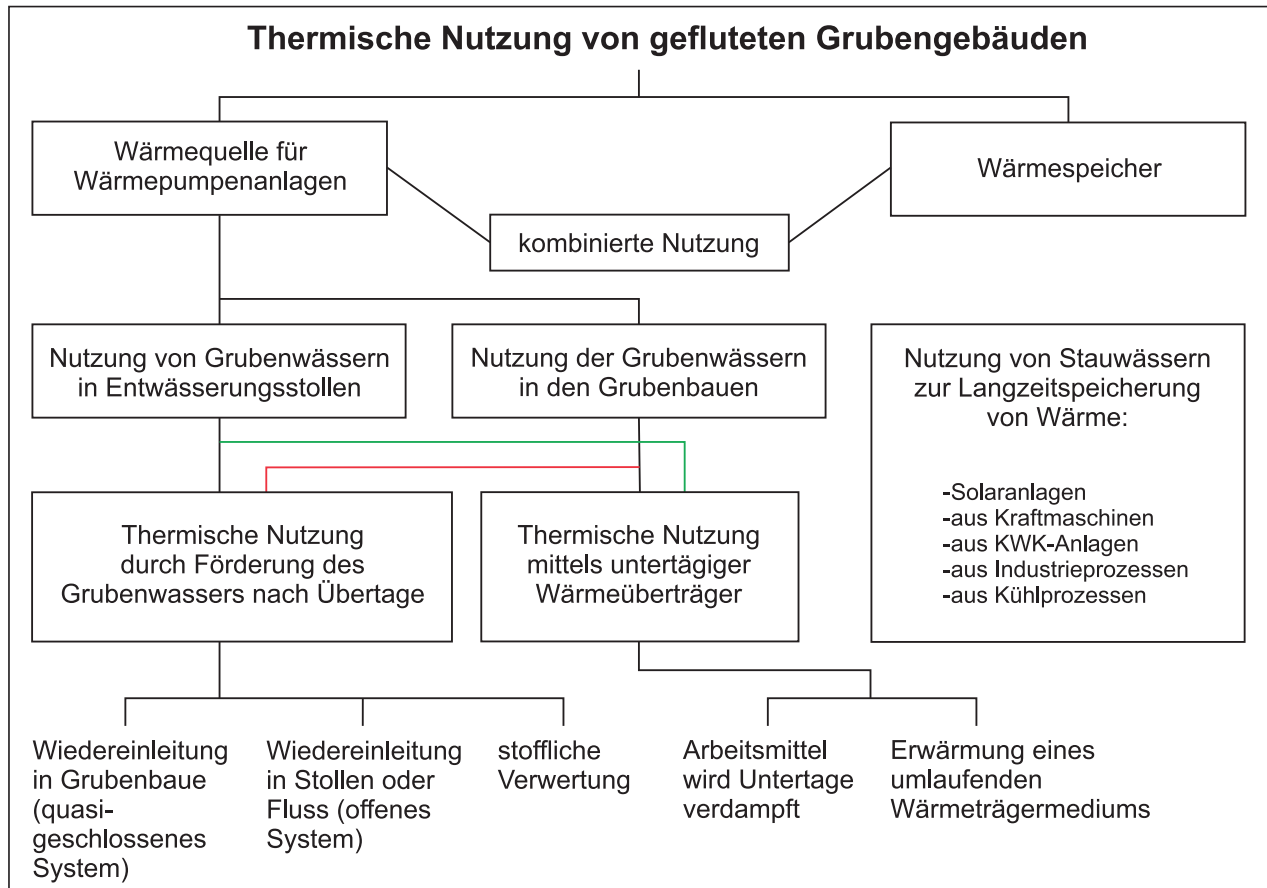 Thermische Nutzung von gefluteten Grubengebäuden
Wärmequelle für
Wärmepumpenanlagen
Wärmespeicher
kombinierte Nutzung
Nutzung von Grubenwässern
in Entwässerungsstollen
Nutzung der Grubenwässern
in den Grubenbauen
Nutzung von Stauwässern
zur Langzeitspeicherung
von Wärme:
-Solaranlagen
-aus Kraftmaschinen
-aus KWK-Anlagen
-aus Industrieprozessen
-aus Kühlprozessen
Thermische Nutzung
durch Förderung des
Grubenwassers nach Übertage
Thermische Nutzung
mittels untertägiger
Wärmeüberträger
Wiedereinleitung
in Grubenbaue
(quasi-
geschlossenes
System)
Wiedereinleitung
in Stollen oder
Fluss (offenes
System)
stoffliche
Verwertung
Arbeitsmittel
wird Untertage
verdampft
Erwärmung eines
umlaufenden
Wärmeträgermediums